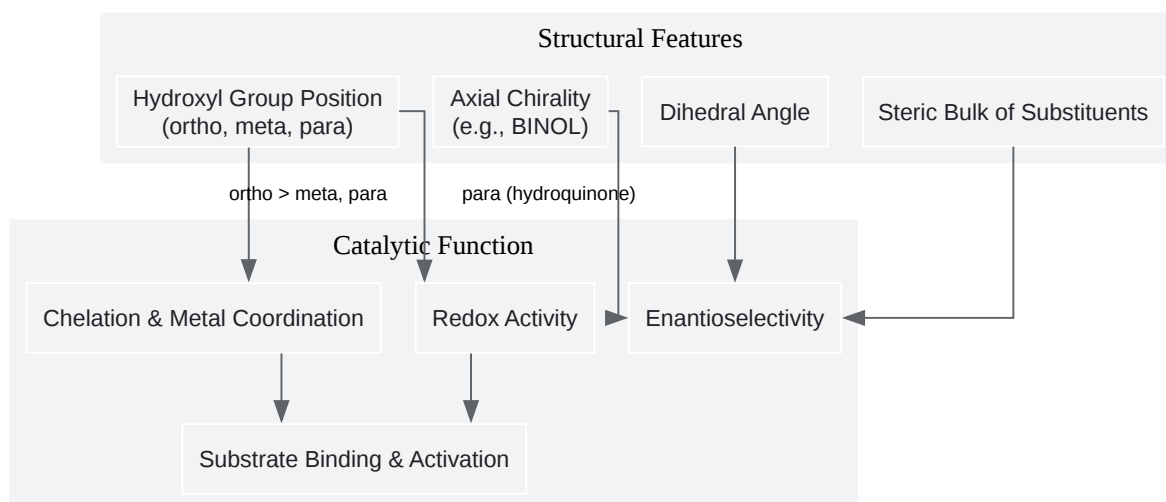 Structural Features
Hydroxyl Group Position
(ortho, meta, para)
Axial Chirality
(e.g., BINOL)
Dihedral Angle
Steric Bulk of Substituents
ortho > meta, para
para (hydroquinone)
Catalytic Function
Chelation & Metal Coordination
Redox Activity
Enantioselectivity
Substrate Binding & Activation